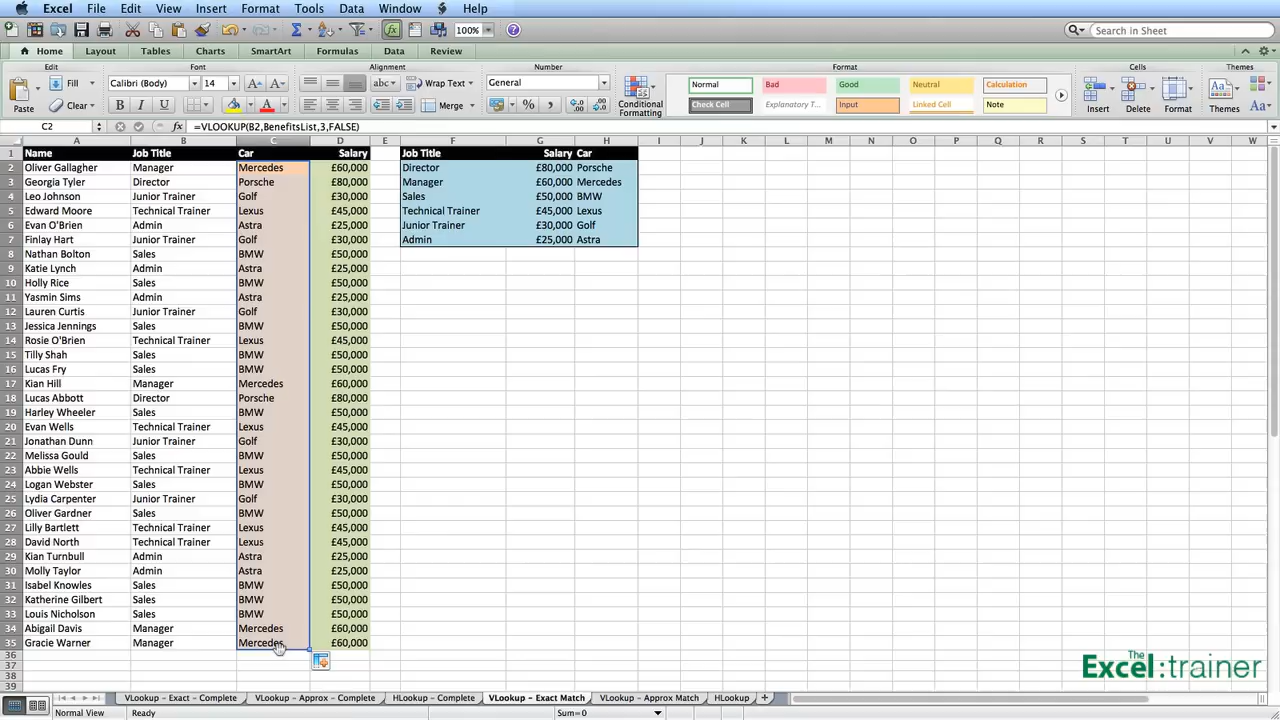 Excel File Edit View Insert Format Tools Data Window Help
100% Search in Sheet
Home Layout Tables Charts SmartArt Formulas Data Review
Edit Font Alignment Number Format Cells Themes
Paste Fill Clear Calibri (Body) 14 A A abc Wrap Text General Conditional Formatting Normal Bad Good Neutral Calculation Insert Delete Format Themes Aa
B I U A Merge % Check Cell Explanatory T... Input Linked Cell Note
C2 fx =VLOOKUP(B2,BenefitsList,3,FALSE)
A B C D E F G H I J K L M N O P Q R S T U V W
1 Name Job Title Car Salary Job Title Salary Car
2 Oliver Gallagher Manager Mercedes £60,000 Director £80,000 Porsche
3 Georgia Tyler Director Porsche £80,000 Manager £60,000 Mercedes
4 Leo Johnson Junior Trainer Golf £30,000 Sales £50,000 BMW
5 Edward Moore Technical Trainer Lexus £45,000 Technical Trainer £45,000 Lexus
6 Evan O'Brien Admin Astra £25,000 Junior Trainer £30,000 Golf
7 Finlay Hart Junior Trainer Golf £30,000 Admin £25,000 Astra
8 Nathan Bolton Sales BMW £50,000
9 Katie Lynch Admin Astra £25,000
10 Holly Rice Sales BMW £50,000
11 Yasmin Sims Admin Astra £25,000
12 Lauren Curtis Junior Trainer Golf £30,000
13 Jessica Jennings Sales BMW £50,000
14 Rosie O'Brien Technical Trainer Lexus £45,000
15 Tilly Shah Sales BMW £50,000
16 Lucas Fry Sales BMW £50,000
17 Kian Hill Manager Mercedes £60,000
18 Lucas Abbott Director Porsche £80,000
19 Harley Wheeler Sales BMW £50,000
20 Evan Wells Technical Trainer Lexus £45,000
21 Jonathan Dunn Junior Trainer Golf £30,000
22 Melissa Gould Sales BMW £50,000
23 Abbie Wells Technical Trainer Lexus £45,000
24 Logan Webster Sales BMW £50,000
25 Lydia Carpenter Junior Trainer Golf £30,000
26 Oliver Gardner Sales BMW £50,000
27 Lilly Bartlett Technical Trainer Lexus £45,000
28 David North Technical Trainer Lexus £45,000
29 Kian Turnbull Admin Astra £25,000
30 Molly Taylor Admin Astra £25,000
31 Isabel Knowles Sales BMW £50,000
32 Katherine Gilbert Sales BMW £50,000
33 Louis Nicholson Sales BMW £50,000
34 Abigail Davis Manager Mercedes £60,000
35 Gracie Warner Manager Mercedes £60,000
36
37
38
39
The
Excel:trainer
VLookup - Exact - Complete VLookup - Approx - Complete HLookup - Complete VLookup - Exact Match VLookup - Approx Match HLookup
Normal View Ready Sum=0